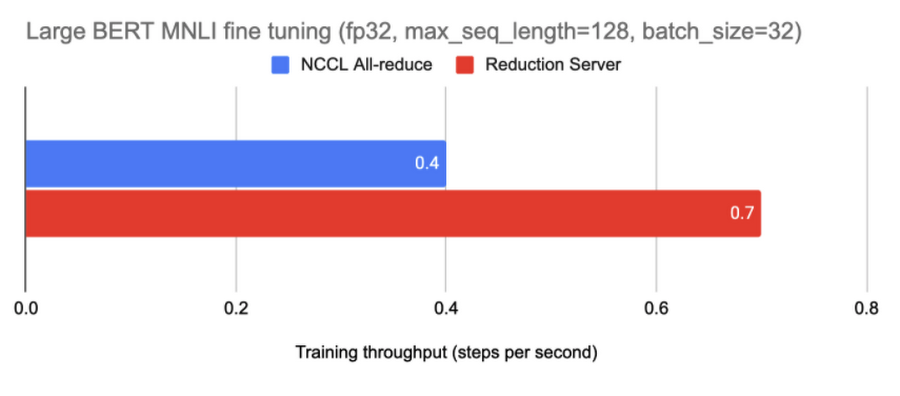 Large BERT MNLI fine tuning (fp32, max_seq_length=128, batch_size=32)
NCCL All-reduce Reduction Server
0.4
0.7
0.0 0.2 0.4 0.6 0.8
Training throughput (steps per second)